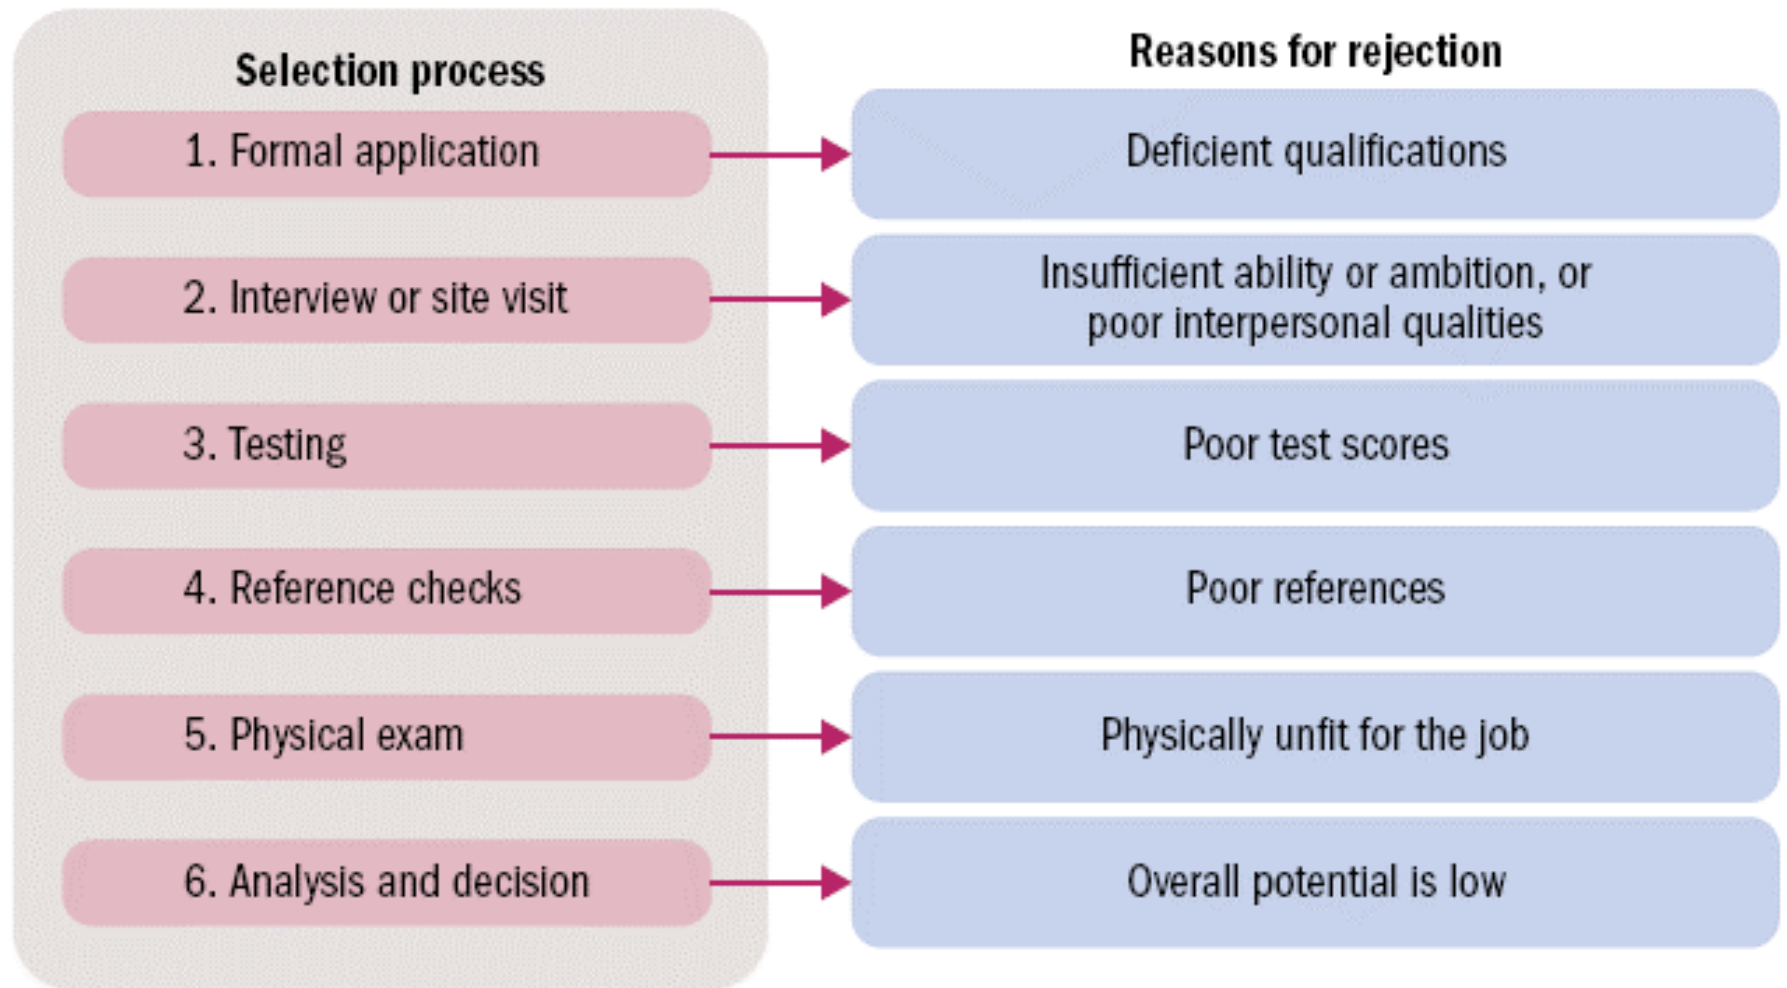 Selection process
Reasons for rejection
1. Formal application
Deficient qualifications
2. Interview or site visit
Insufficient ability or ambition, or
poor interpersonal qualities
3. Testing
Poor test scores
4. Reference checks
Poor references
5. Physical exam
Physically unfit for the job
6. Analysis and decision
Overall potential is low